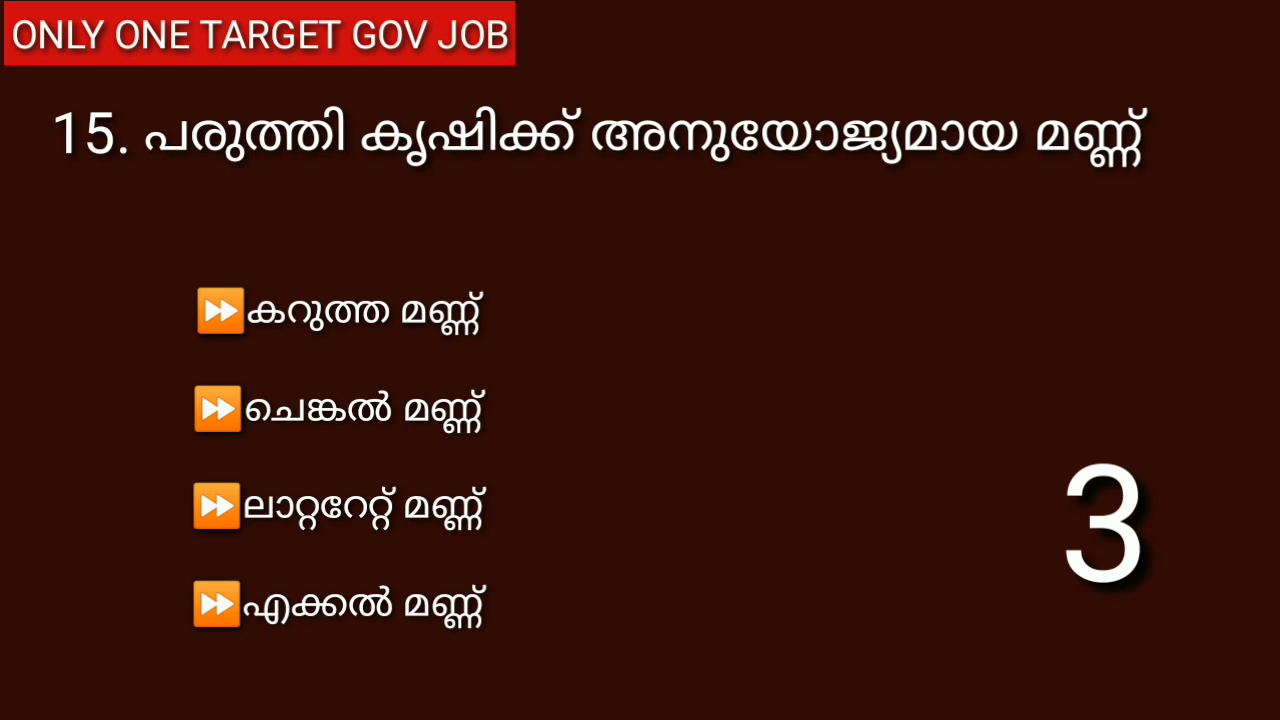 ONLY ONE TARGET GOV JOB
15. പരുത്തി കൃഷിക്ക് അനുയോജ്യമായ മണ്ണ്
⏩കറുത്ത മണ്ണ്
⏩ചെങ്കൽ മണ്ണ്
⏩ലാറ്ററേറ്റ് മണ്ണ്
⏩എക്കൽ മണ്ണ്
3